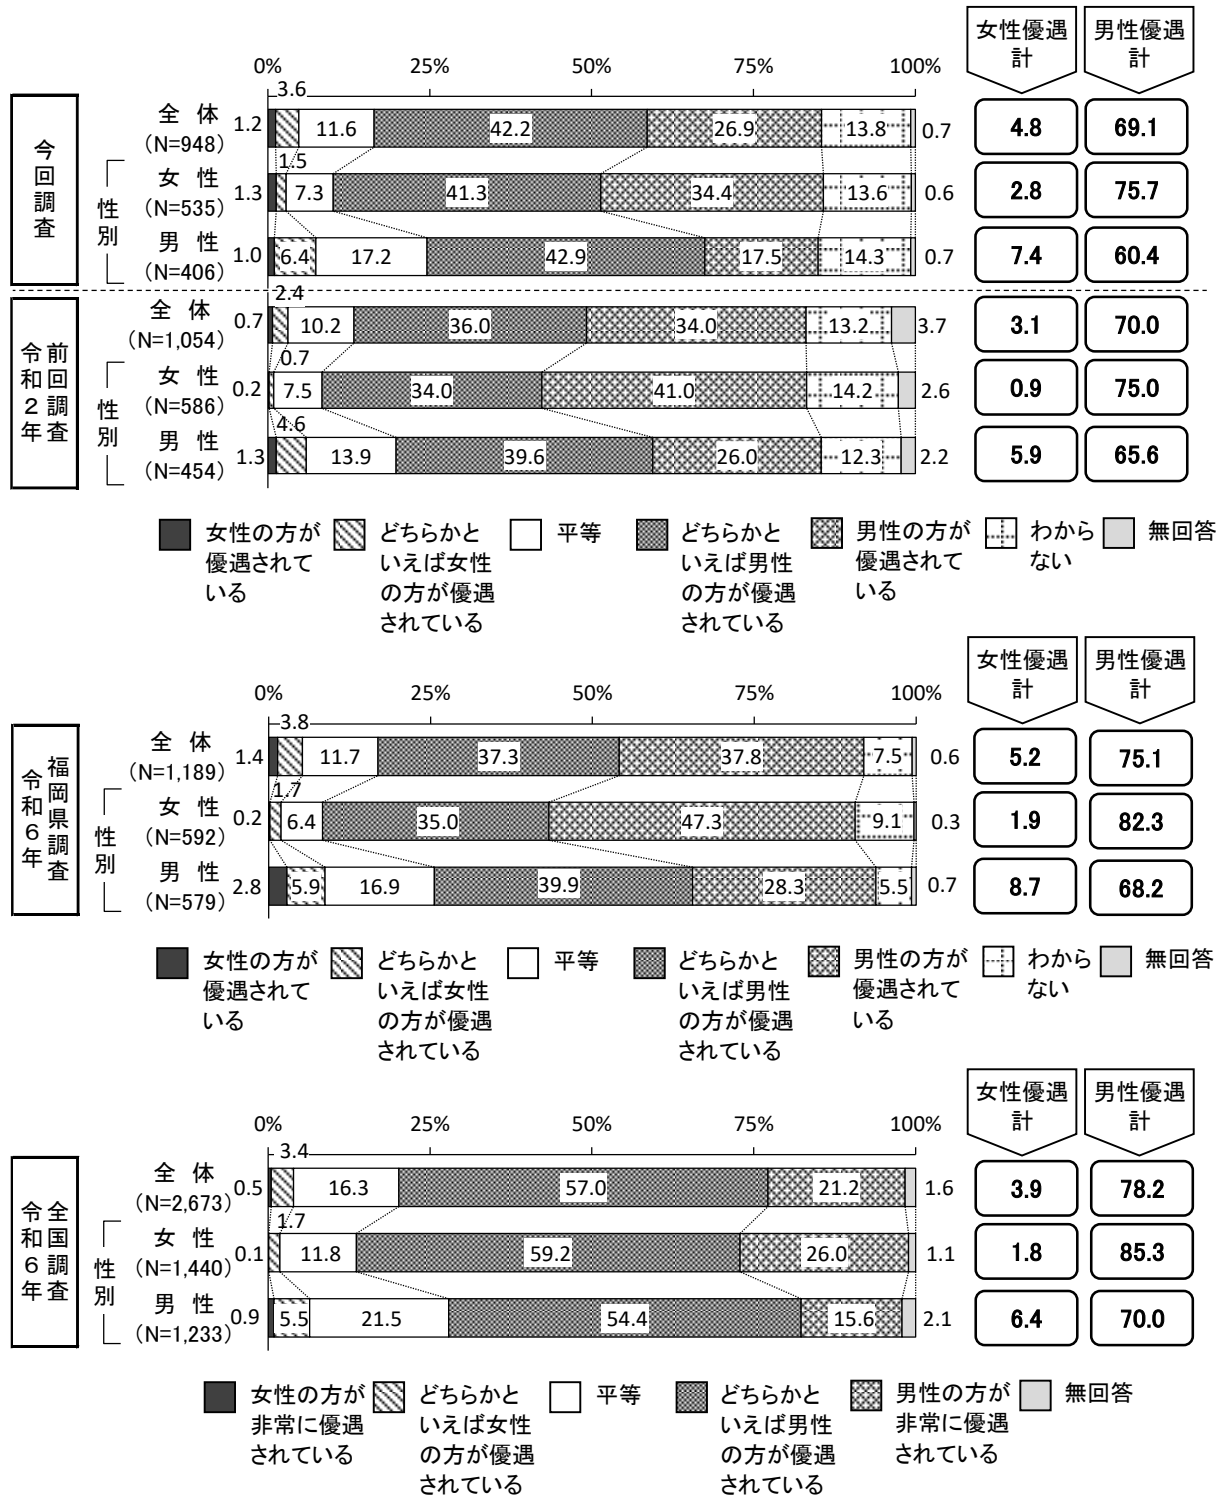 女性優遇
計
男性優遇
計
0% 25% 50% 75% 100%
今回調査
3.6
全 体
(N=948)
1.2 11.6 42.2 26.9 13.8 0.7 4.8 69.1
性別
1.5
女 性
(N=535)
1.3 7.3 41.3 34.4 13.6 0.6 2.8 75.7
男 性
(N=406)
1.0 6.4 17.2 42.9 17.5 14.3 0.7 7.4 60.4
前回調査
令和2年
2.4
全 体
(N=1,054)
0.7 10.2 36.0 34.0 13.2 3.7 3.1 70.0
性別
0.7
女 性
(N=586)
0.2 7.5 34.0 41.0 14.2 2.6 0.9 75.0
4.6
男 性
(N=454)
1.3 13.9 39.6 26.0 12.3 2.2 5.9 65.6
女性の方が
優遇されて
いる
どちらかと
いえば女性
の方が優遇
されている
平等
どちらかと
いえば男性
の方が優遇
されている
男性の方が
優遇されて
いる
わから
ない
無回答
女性優遇
計
男性優遇
計
0% 25% 50% 75% 100%
福岡県調査
令和6年
3.8
全 体
(N=1,189)
1.4 11.7 37.3 37.8 7.5 0.6 5.2 75.1
性別
1.7
女 性
(N=592)
0.2 6.4 35.0 47.3 9.1 0.3 1.9 82.3
男 性
(N=579)
2.8 5.9 16.9 39.9 28.3 5.5 0.7 8.7 68.2
女性の方が
優遇されて
いる
どちらかと
いえば女性
の方が優遇
されている
平等
どちらかと
いえば男性
の方が優遇
されている
男性の方が
優遇されて
いる
わから
ない
無回答
女性優遇
計
男性優遇
計
0% 25% 50% 75% 100%
全国調査
令和6年
3.4
全 体
(N=2,673)
0.5 16.3 57.0 21.2 1.6 3.9 78.2
性別
1.7
女 性
(N=1,440)
0.1 11.8 59.2 26.0 1.1 1.8 85.3
男 性
(N=1,233)
0.9 5.5 21.5 54.4 15.6 2.1 6.4 70.0
女性の方が
非常に優遇
されている
どちらかと
いえば女性
の方が優遇
されている
平等
どちらかと
いえば男性
の方が優遇
されている
男性の方が
非常に優遇
されている
無回答